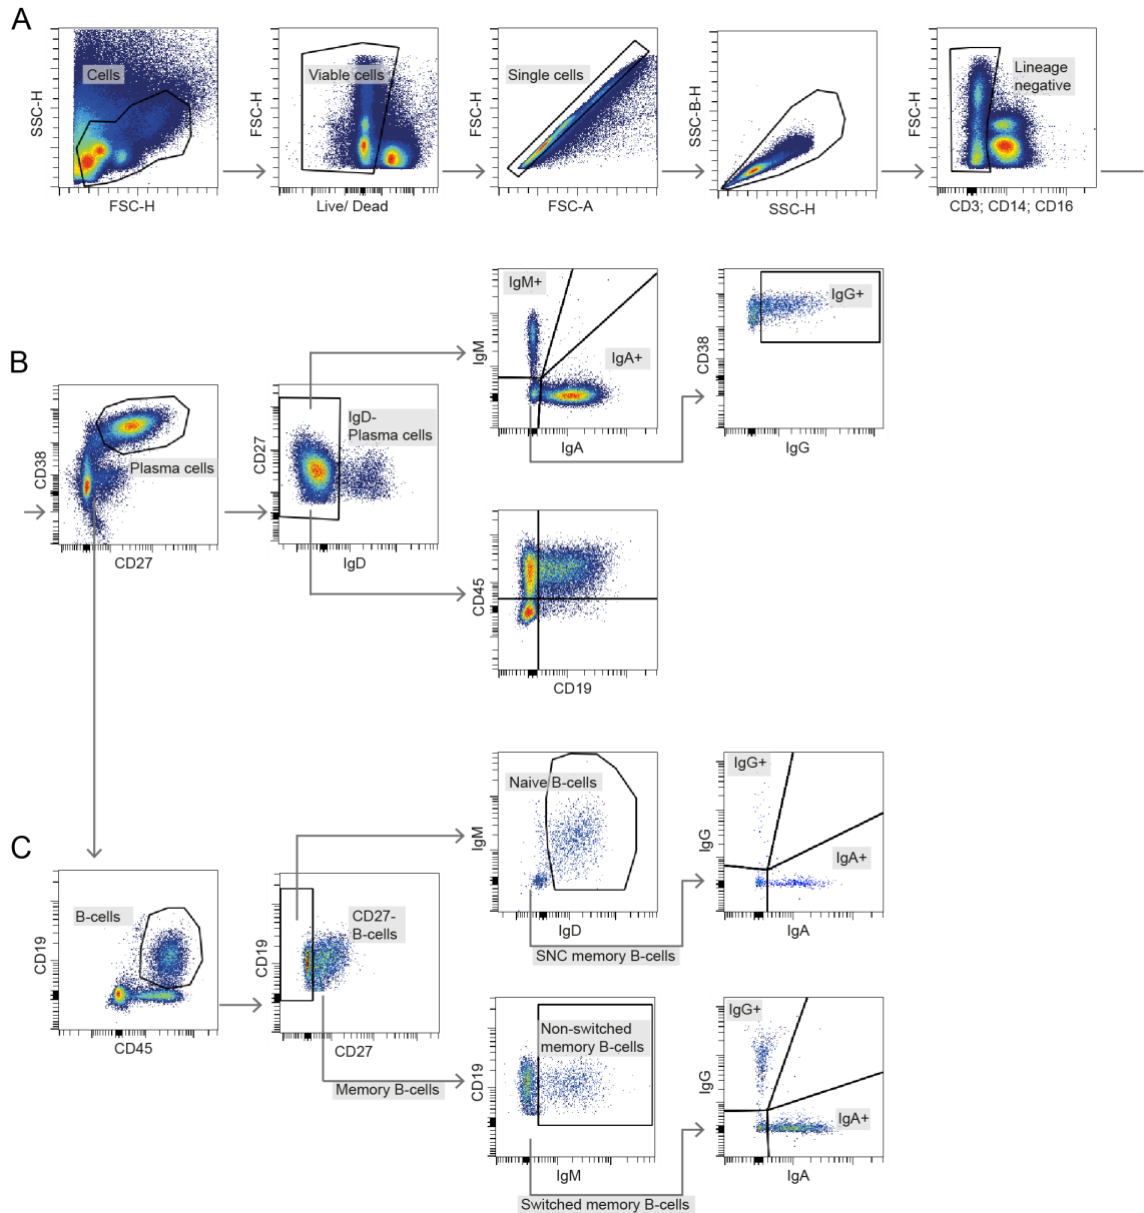 A
SSC-H
Cells
FSC-H
FSC-H
Viable cells
Live/ Dead
FSC-H
Single cells
FSC-A
SSC-B-H
SSC-H
FSC-H
Lineage
negative
CD3; CD14; CD16
B
CD38
Plasma cells
CD27
CD27
IgD-
Plasma cells
IgD
IgM
IgM+
IgA+
IgA
CD38
IgG+
IgG
CD45
CD19
C
CD19
B-cells
CD45
CD19
CD27-
B-cells
CD27
Memory B-cells
IgM
Naive B-cells
IgD
SNC memory B-cells
IgG
IgG+
IgA+
IgA
CD19
Non-switched
memory B-cells
IgM
Switched memory B-cells
IgG
IgG+
IgA+
IgA